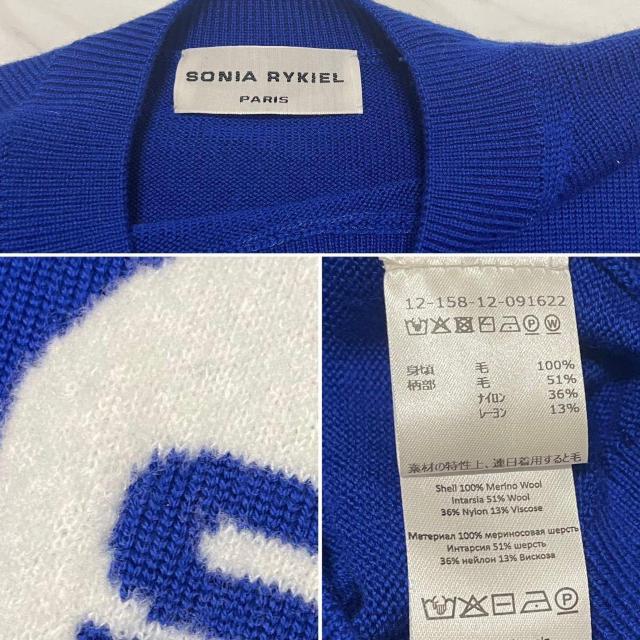 SONIA RYKIEL
PARIS
12-158-12-091622
身頃 毛 100%
柄部 毛 51%
ﾅｲﾛﾝ 36%
ﾚｰﾖﾝ 13%
素材の特性上、連日着用すると毛
Shell 100% Merino Wool
Intarsia 51% Wool
36% Nylon 13% Viscose
Материал 100% мериносовая шерсть
Интарсия 51% шерсть
36% нейлон 13% Вискоза